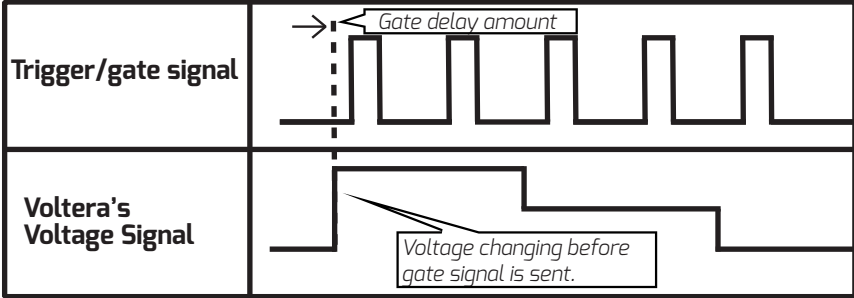 Gate delay amount
Trigger/gate signal
Voltera's
Voltage Signal
Voltage changing before
gate signal is sent.